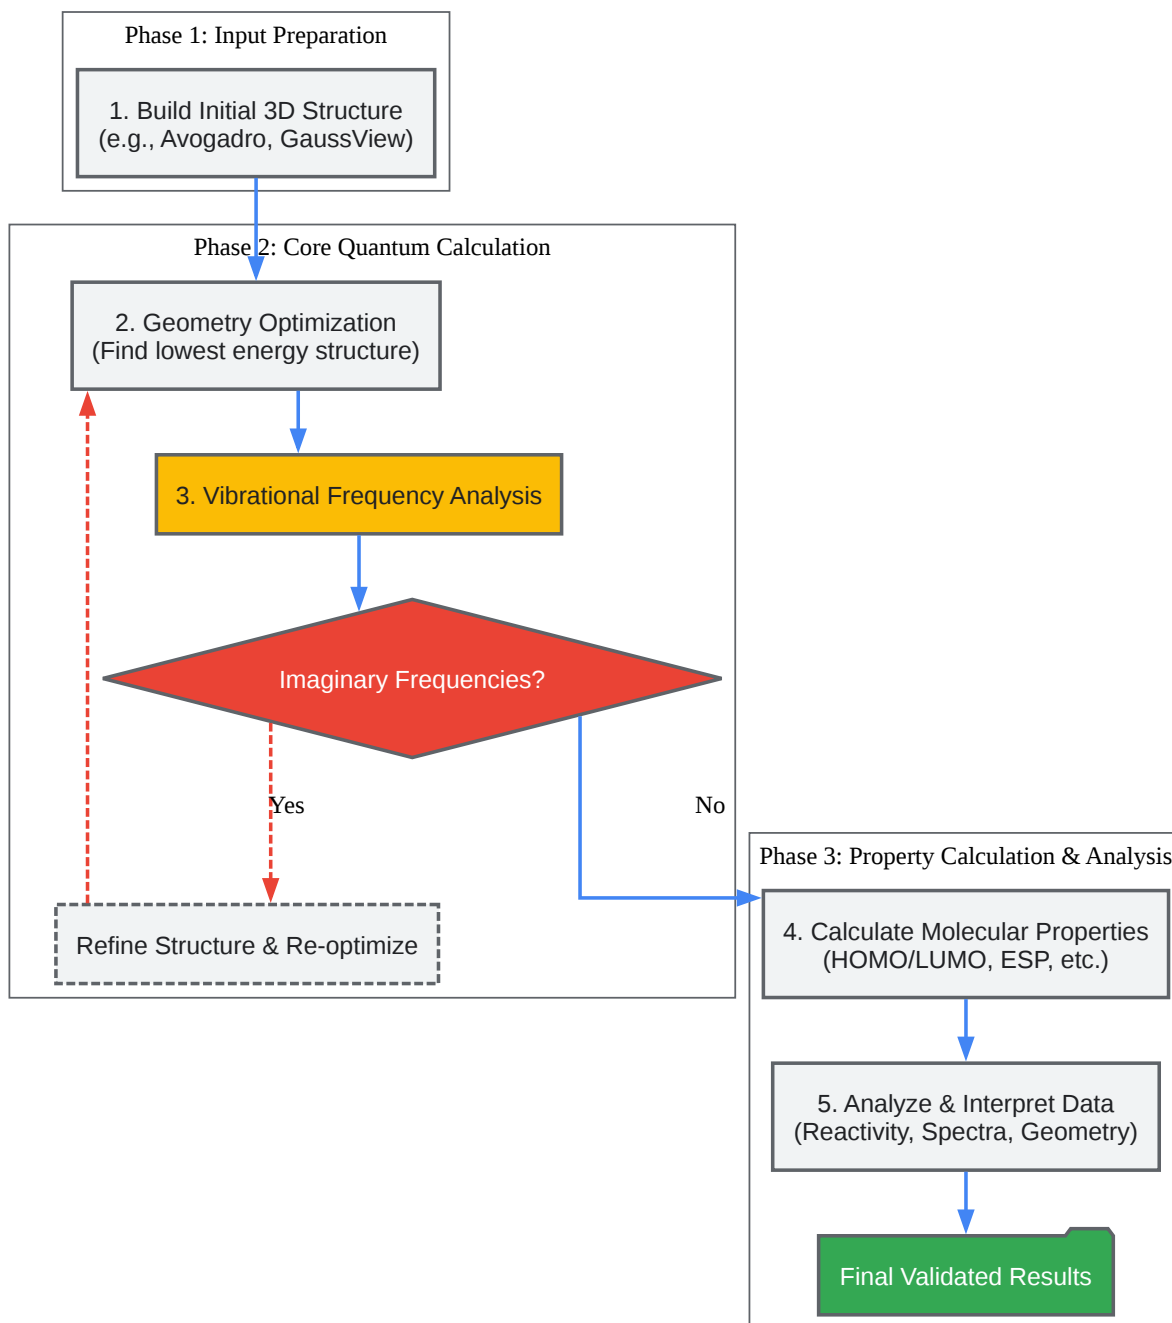 Phase 1: Input Preparation
1. Build Initial 3D Structure
(e.g., Avogadro, GaussView)
Phase 2: Core Quantum Calculation
2. Geometry Optimization
(Find lowest energy structure)
3. Vibrational Frequency Analysis
Imaginary Frequencies?
Yes
No
Refine Structure & Re-optimize
Phase 3: Property Calculation & Analysis
4. Calculate Molecular Properties
(HOMO/LUMO, ESP, etc.)
5. Analyze & Interpret Data
(Reactivity, Spectra, Geometry)
Final Validated Results